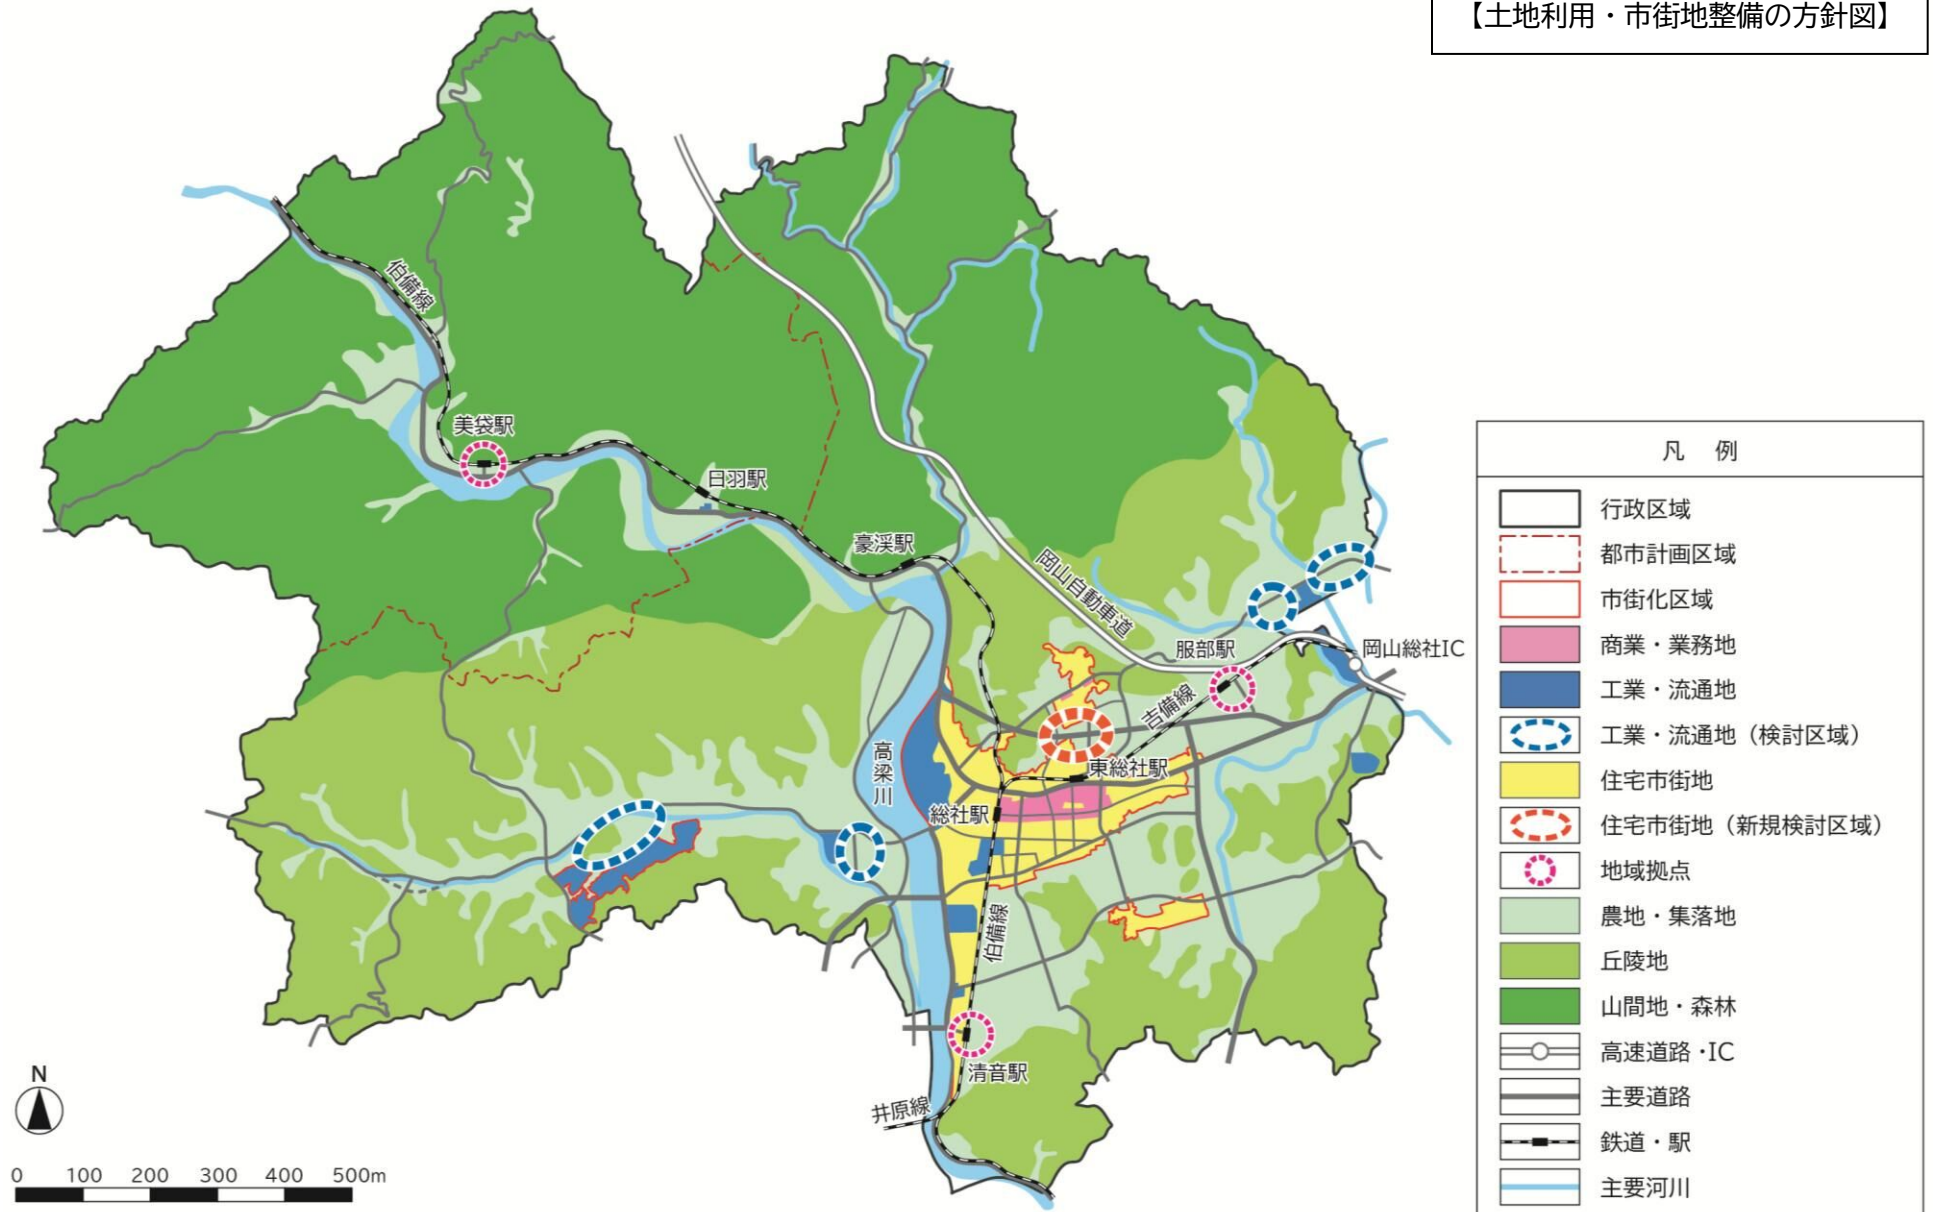 【土地利用・市街地整備の方針図】
伯備線
美袋駅
日羽駅
豪渓駅
岡山自動車道
服部駅
岡山総社IC
吉備線
高梁川
東総社駅
総社駅
伯備線
清音駅
井原線
N
0 100 200 300 400 500m
凡 例
行政区域
都市計画区域
市街化区域
商業・業務地
工業・流通地
工業・流通地（検討区域）
住宅市街地
住宅市街地（新規検討区域）
地域拠点
農地・集落地
丘陵地
山間地・森林
高速道路・IC
主要道路
鉄道・駅
主要河川